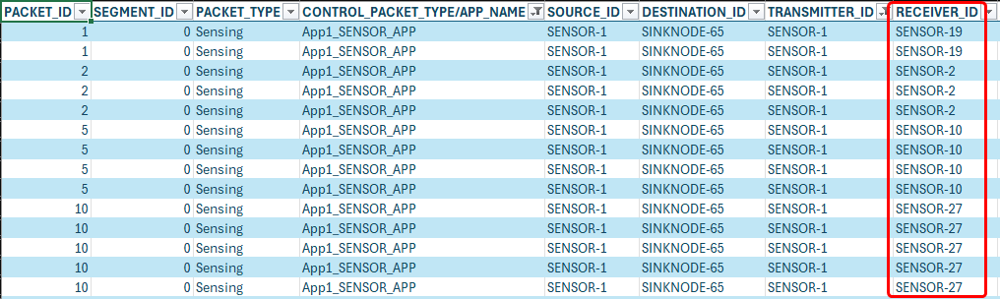 PACKET_ID SEGMENT_ID PACKET_TYPE CONTROL_PACKET_TYPE/APP_NAME SOURCE_ID DESTINATION_ID TRANSMITTER_ID RECEIVER_ID
1 0 Sensing App1_SENSOR_APP SENSOR-1 SINKNODE-65 SENSOR-1 SENSOR-19
1 0 Sensing App1_SENSOR_APP SENSOR-1 SINKNODE-65 SENSOR-1 SENSOR-19
2 0 Sensing App1_SENSOR_APP SENSOR-1 SINKNODE-65 SENSOR-1 SENSOR-2
2 0 Sensing App1_SENSOR_APP SENSOR-1 SINKNODE-65 SENSOR-1 SENSOR-2
2 0 Sensing App1_SENSOR_APP SENSOR-1 SINKNODE-65 SENSOR-1 SENSOR-2
5 0 Sensing App1_SENSOR_APP SENSOR-1 SINKNODE-65 SENSOR-1 SENSOR-10
5 0 Sensing App1_SENSOR_APP SENSOR-1 SINKNODE-65 SENSOR-1 SENSOR-10
5 0 Sensing App1_SENSOR_APP SENSOR-1 SINKNODE-65 SENSOR-1 SENSOR-10
5 0 Sensing App1_SENSOR_APP SENSOR-1 SINKNODE-65 SENSOR-1 SENSOR-10
10 0 Sensing App1_SENSOR_APP SENSOR-1 SINKNODE-65 SENSOR-1 SENSOR-27
10 0 Sensing App1_SENSOR_APP SENSOR-1 SINKNODE-65 SENSOR-1 SENSOR-27
10 0 Sensing App1_SENSOR_APP SENSOR-1 SINKNODE-65 SENSOR-1 SENSOR-27
10 0 Sensing App1_SENSOR_APP SENSOR-1 SINKNODE-65 SENSOR-1 SENSOR-27
10 0 Sensing App1_SENSOR_APP SENSOR-1 SINKNODE-65 SENSOR-1 SENSOR-27